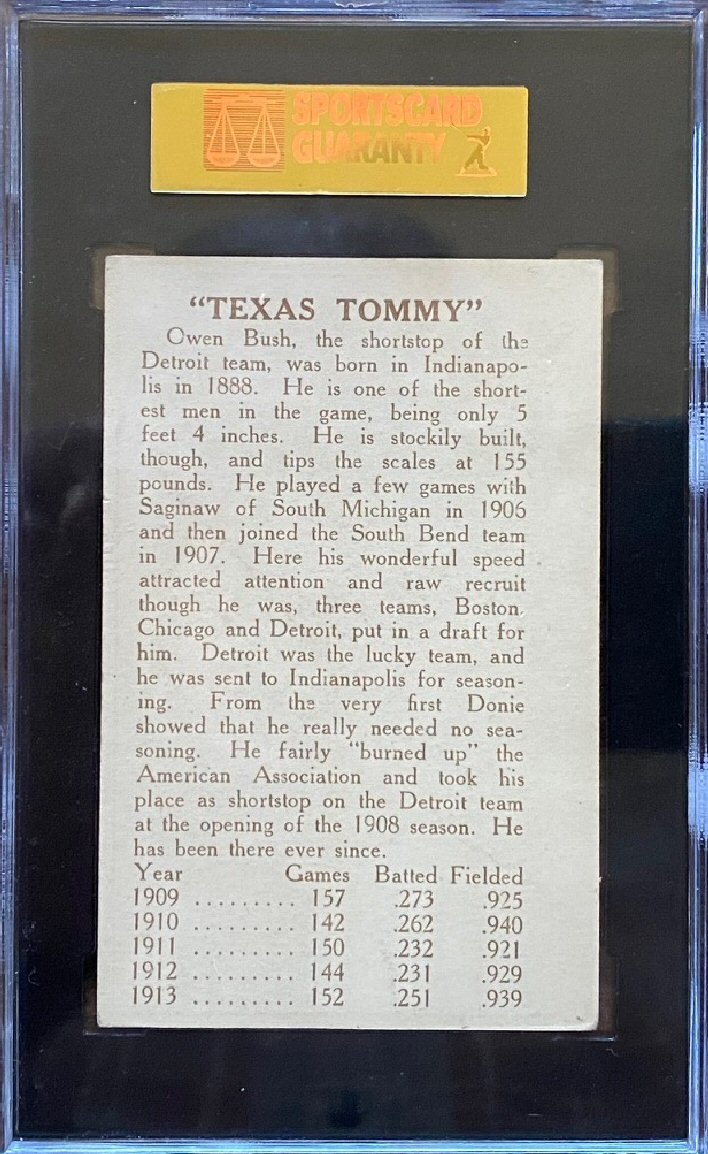 SPORTSCARD
GUARANTY
“TEXAS TOMMY”
Owen Bush, the shortstop of the
Detroit team, was born in Indianapo-
lis in 1888. He is one of the short-
est men in the game, being only 5
feet 4 inches. He is stockily built,
though, and tips the scales at 155
pounds. He played a few games with
Saginaw of South Michigan in 1906
and then joined the South Bend team
in 1907. Here his wonderful speed
attracted attention and raw recruit
though he was, three teams, Boston,
Chicago and Detroit, put in a draft for
him. Detroit was the lucky team, and
he was sent to Indianapolis for season-
ing. From the very first Donie
showed that he really needed no sea-
soning. He fairly “burned up” the
American Association and took his
place as shortstop on the Detroit team
at the opening of the 1908 season. He
has been there ever since.
Year Games Batted Fielded
1909 ......... 157 .273 .925
1910 ......... 142 .262 .940
1911 ......... 150 .232 .921
1912 ......... 144 .231 .929
1913 ......... 152 .251 .939